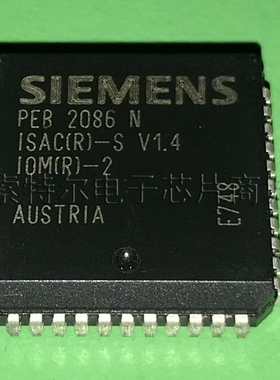 SIEMENS
PEB 2086 N
ISAC(R)-S V1.4
IOM(R)-2
索特尔电子芯片商
AUSTRIA
E748
S